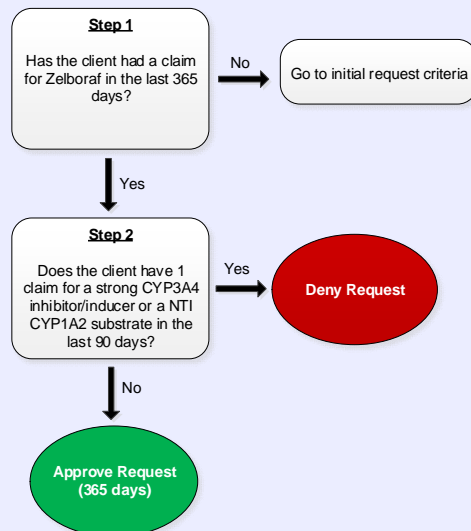 Step 1
Has the client had a claim
for Zelboraf in the last 365
days?
No
Go to initial request criteria
Yes
Step 2
Does the client have 1
claim for a strong CYP3A4
inhibitor/inducer or a NTI
CYP1A2 substrate in the
last 90 days?
Yes
Deny Request
No
Approve Request
(365 days)